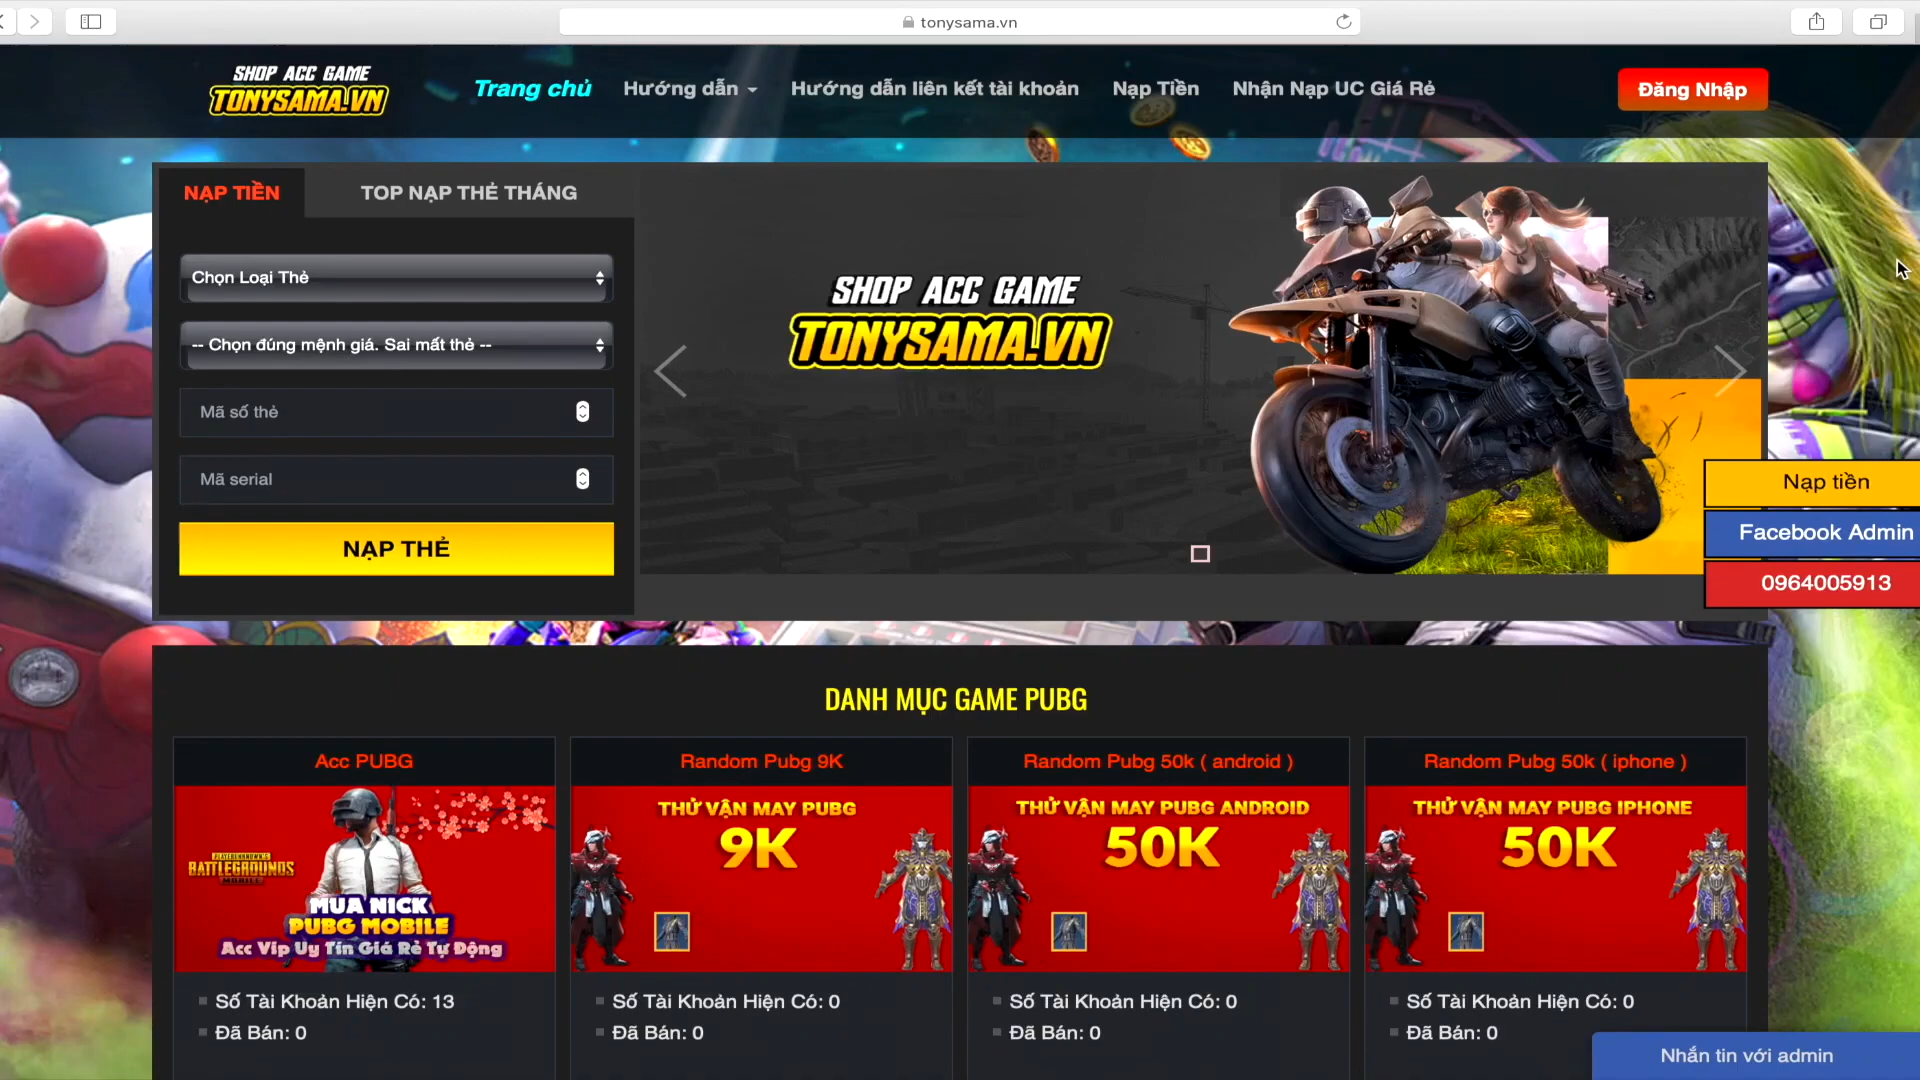 tonysama.vn
SHOP ACC GAME
TONYSAMA.VN
Trang chủ
Hướng dẫn
Hướng dẫn liên kết tài khoản
Nạp Tiền
Nhận Nạp UC Giá Rẻ
Đăng Nhập
NẠP TIỀN
TOP NẠP THẺ THÁNG
Chọn Loại Thẻ
-- Chọn đúng mệnh giá. Sai mất thẻ --
Mã số thẻ
Mã serial
NẠP THẺ
SHOP ACC GAME
TONYSAMA.VN
Nạp tiền
Facebook Admin
0964005913
DANH MỤC GAME PUBG
Acc PUBG
PLAYERUNKNOWN'S
BATTLEGROUNDS
MOBILE
MUA NICK
PUBG MOBILE
Acc Vip Uy Tín Giá Rẻ Tự Động
Số Tài Khoản Hiện Có: 13
Đã Bán: 0
Random Pubg 9K
THỬ VẬN MAY PUBG
9K
Số Tài Khoản Hiện Có: 0
Đã Bán: 0
Random Pubg 50k ( android )
THỬ VẬN MAY PUBG ANDROID
50K
Số Tài Khoản Hiện Có: 0
Đã Bán: 0
Random Pubg 50k ( iphone )
THỬ VẬN MAY PUBG IPHONE
50K
Số Tài Khoản Hiện Có: 0
Đã Bán: 0
Nhắn tin với admin